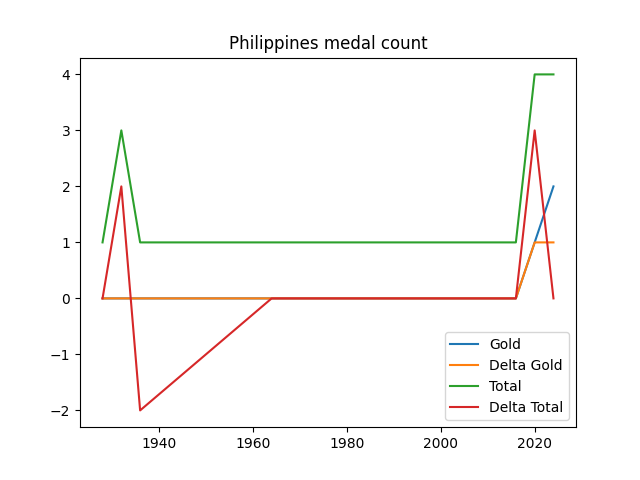 Philippines medal count
4
3
2
1
0
−1
−2
1940 1960 1980 2000 2020
Gold
Delta Gold
Total
Delta Total